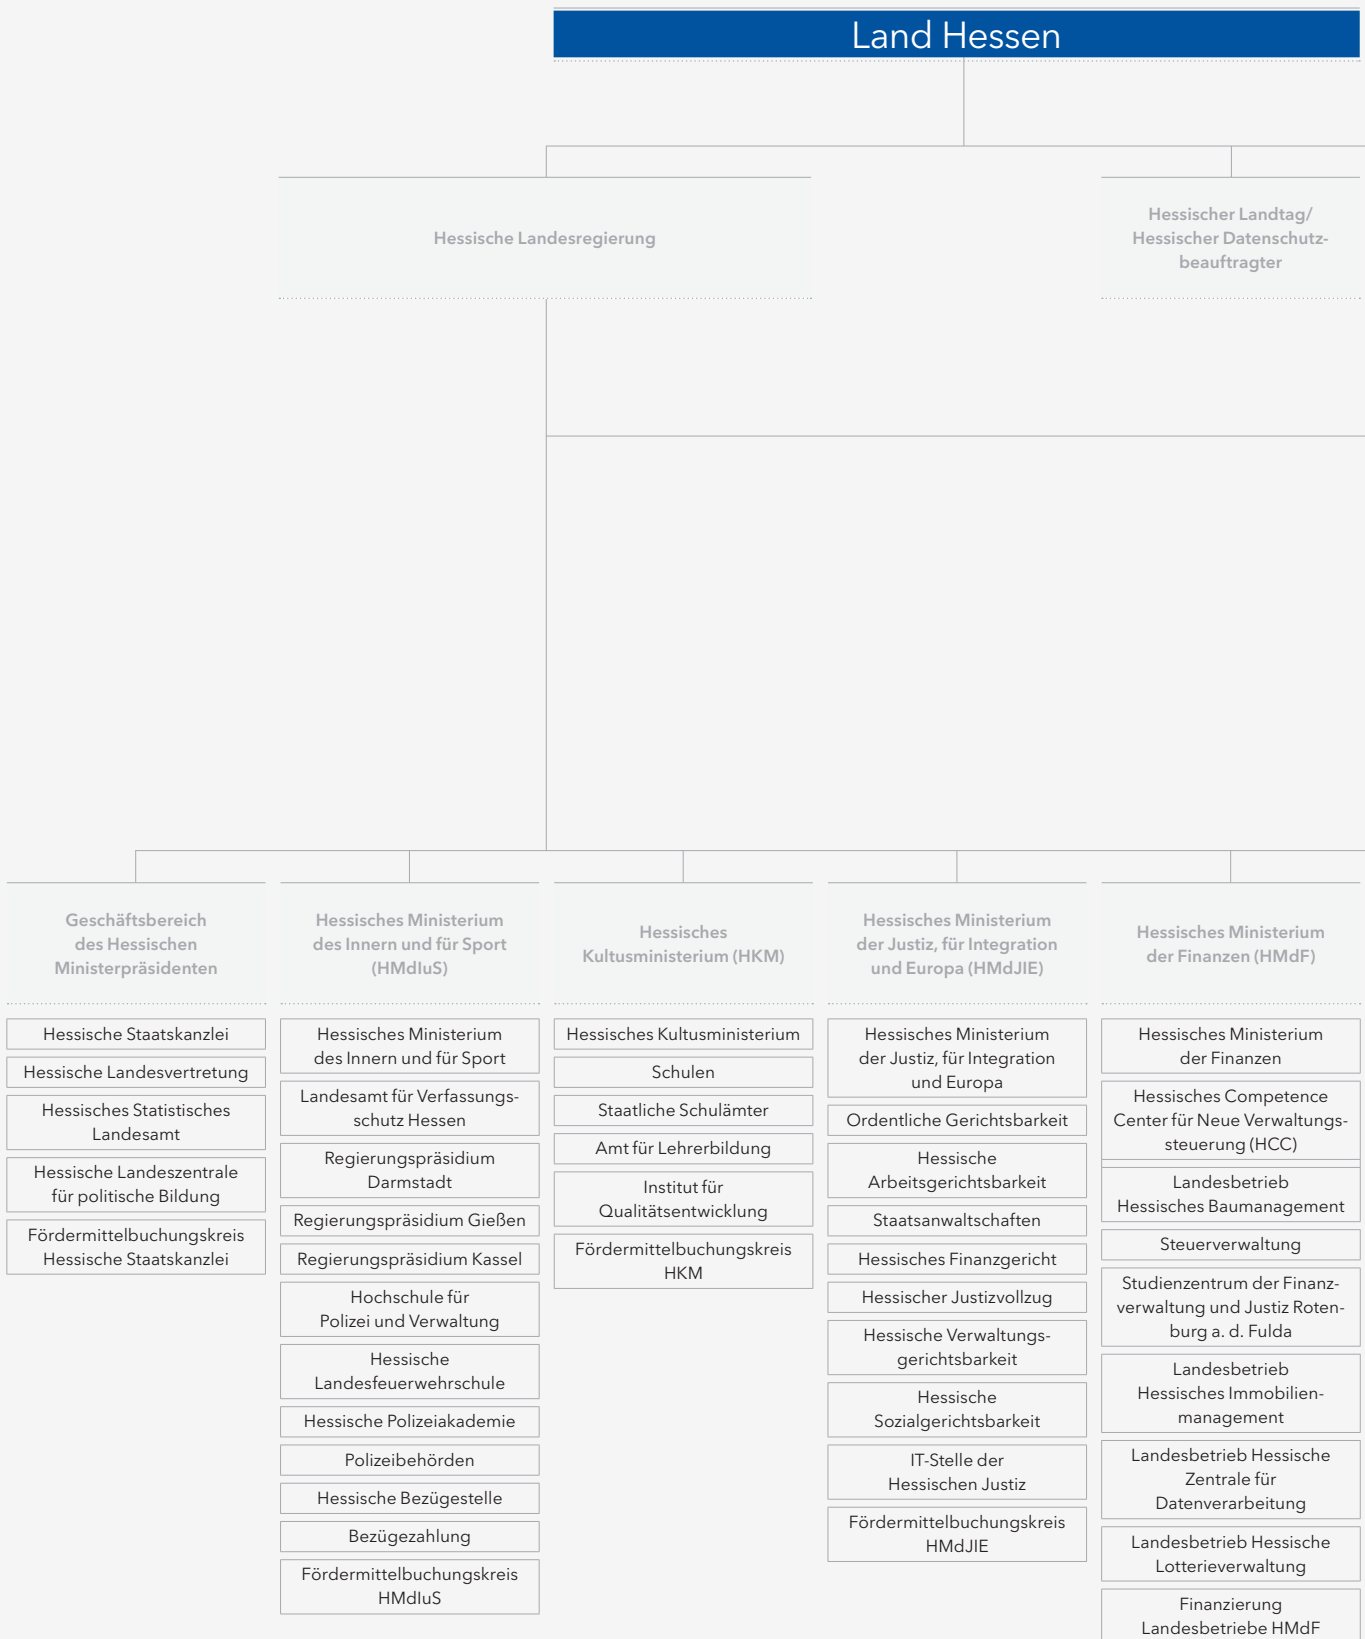 Land Hessen
Hessische Landesregierung
Hessischer Landtag/
Hessischer Datenschutz-
beauftragter
Geschäftsbereich
des Hessischen
Ministerpräsidenten
Hessische Staatskanzlei
Hessische Landesvertretung
Hessisches Statistisches
Landesamt
Hessische Landeszentrale
für politische Bildung
Fördermittelbuchungskreis
Hessische Staatskanzlei
Hessisches Ministerium
des Innern und für Sport
(HMdIuS)
Hessisches Ministerium
des Innern und für Sport
Landesamt für Verfassungs-
schutz Hessen
Regierungspräsidium
Darmstadt
Regierungspräsidium Gießen
Regierungspräsidium Kassel
Hochschule für
Polizei und Verwaltung
Hessische
Landesfeuerwehrschule
Hessische Polizeiakademie
Polizeibehörden
Hessische Bezügestelle
Bezügezahlung
Fördermittelbuchungskreis
HMdIuS
Hessisches
Kultusministerium (HKM)
Hessisches Kultusministerium
Schulen
Staatliche Schulämter
Amt für Lehrerbildung
Institut für
Qualitätsentwicklung
Fördermittelbuchungskreis
HKM
Hessisches Ministerium
der Justiz, für Integration
und Europa (HMdJIE)
Hessisches Ministerium
der Justiz, für Integration
und Europa
Ordentliche Gerichtsbarkeit
Hessische
Arbeitsgerichtsbarkeit
Staatsanwaltschaften
Hessisches Finanzgericht
Hessischer Justizvollzug
Hessische Verwaltungs-
gerichtsbarkeit
Hessische
Sozialgerichtsbarkeit
IT-Stelle der
Hessischen Justiz
Fördermittelbuchungskreis
HMdJIE
Hessisches Ministerium
der Finanzen (HMdF)
Hessisches Ministerium
der Finanzen
Hessisches Competence
Center für Neue Verwaltungs-
steuerung (HCC)
Landesbetrieb
Hessisches Baumanagement
Steuerverwaltung
Studienzentrum der Finanz-
verwaltung und Justiz Roten-
burg a. d. Fulda
Landesbetrieb
Hessisches Immobilien-
management
Landesbetrieb Hessische
Zentrale für
Datenverarbeitung
Landesbetrieb Hessische
Lotterieverwaltung
Finanzierung
Landesbetriebe HMdF